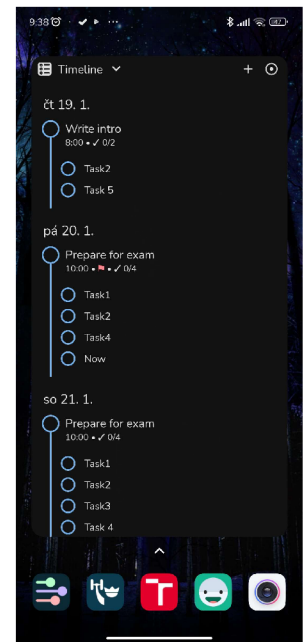 9:38
47
Timeline
čt 19. 1.
Write intro
8:00 • ✓ 0/2
Task2
Task 5
pá 20. 1.
Prepare for exam
10:00 • • ✓ 0/4
Task1
Task2
Task4
Now
so 21. 1.
Prepare for exam
10:00 • ✓ 0/4
Task1
Task2
Task3
Task 4